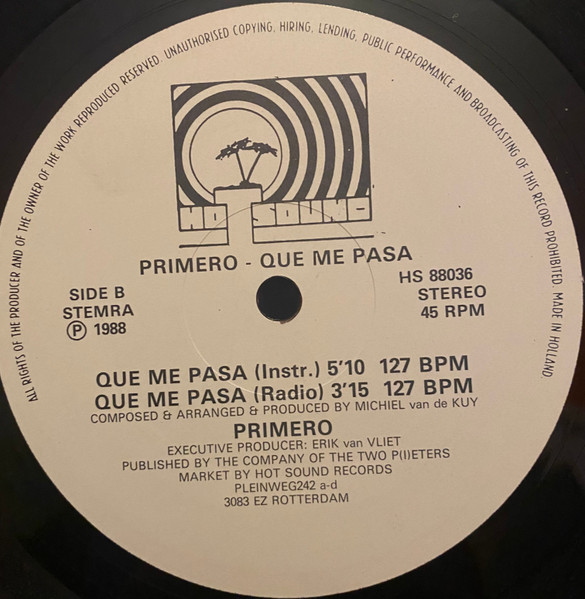 ALL RIGHTS OF THE PRODUCER AND OF THE OWNER OF THE WORK REPRODUCED RESERVED. UNAUTHORISED COPYING, HIRING, LENDING, PUBLIC PERFORMANCE AND BROADCASTING OF THIS RECORD PROHIBITED. MADE IN HOLLAND
HOT SOUND
PRIMERO - QUE ME PASA
SIDE B
STEMRA
Ⓟ 1988
HS 88036
STEREO
45 RPM
QUE ME PASA (Instr.) 5'10 127 BPM
QUE ME PASA (Radio) 3'15 127 BPM
COMPOSED & ARRANGED & PRODUCED BY MICHIEL van de KUY
PRIMERO
EXECUTIVE PRODUCER: ERIK van VLIET
PUBLISHED BY THE COMPANY OF THE TWO P(I)ETERS
MARKET BY HOT SOUND RECORDS
PLEINWEG242 a-d
3083 EZ ROTTERDAM